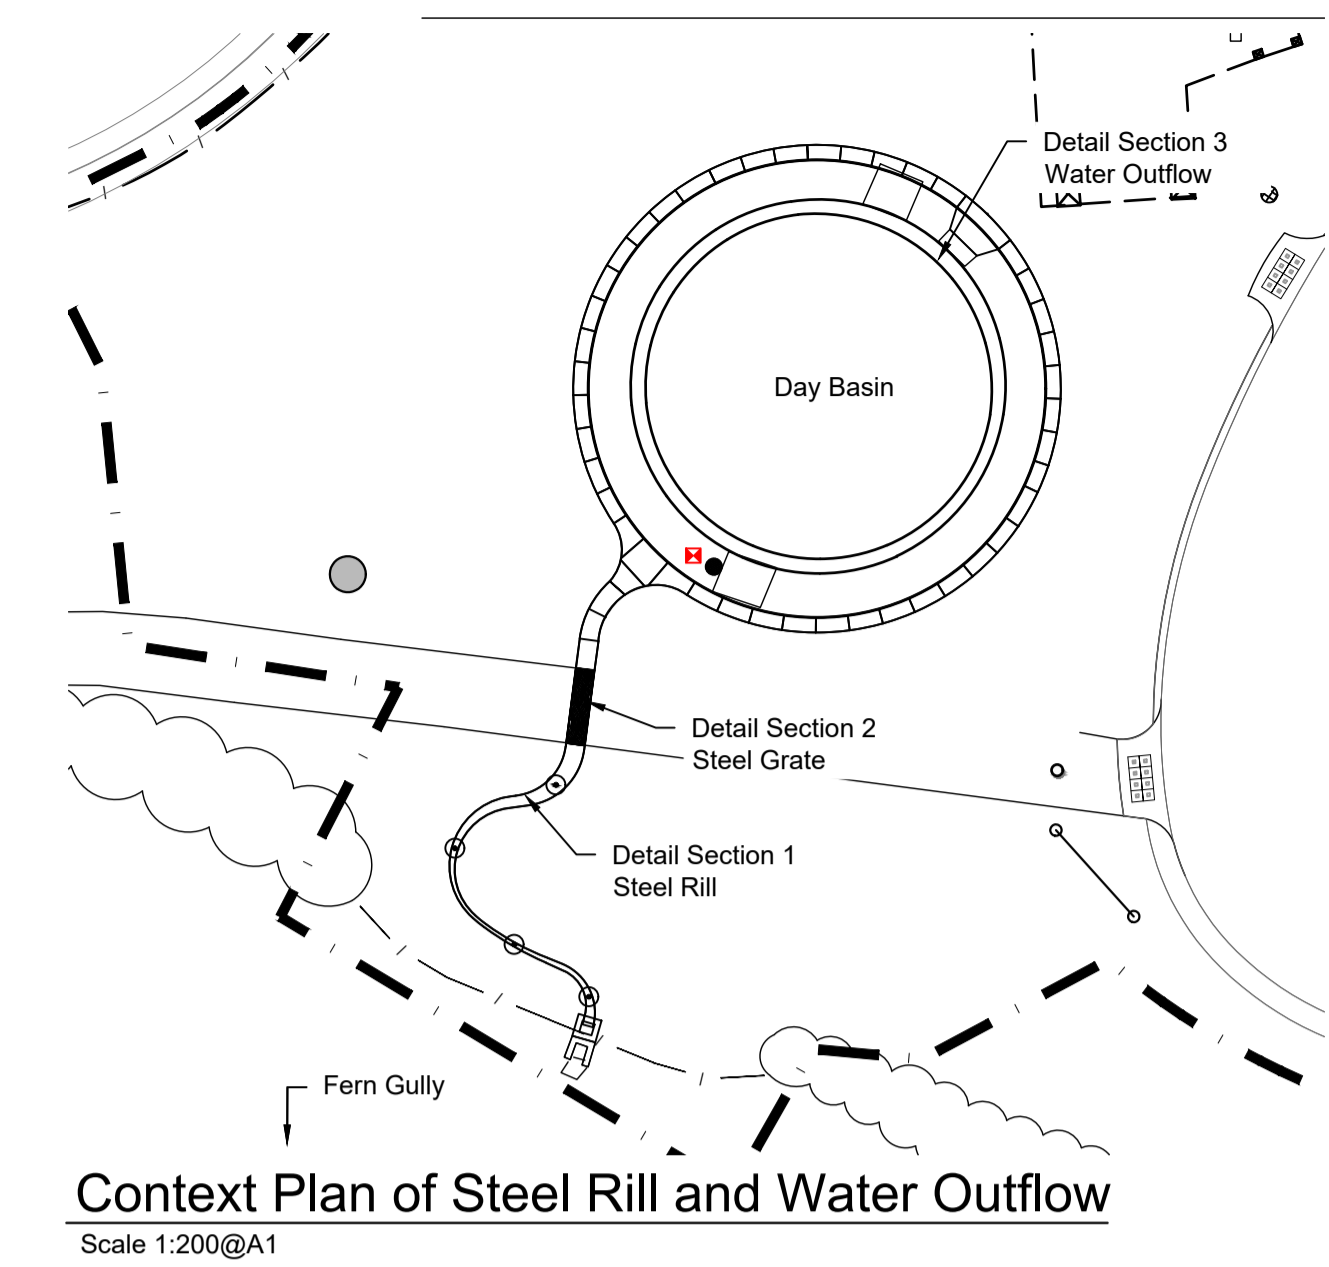 Detail Section 3
Water Outflow
Day Basin
Detail Section 2
Steel Grate
Detail Section 1
Steel Rill
Fern Gully
Context Plan of Steel Rill and Water Outflow
Scale 1:200@A1